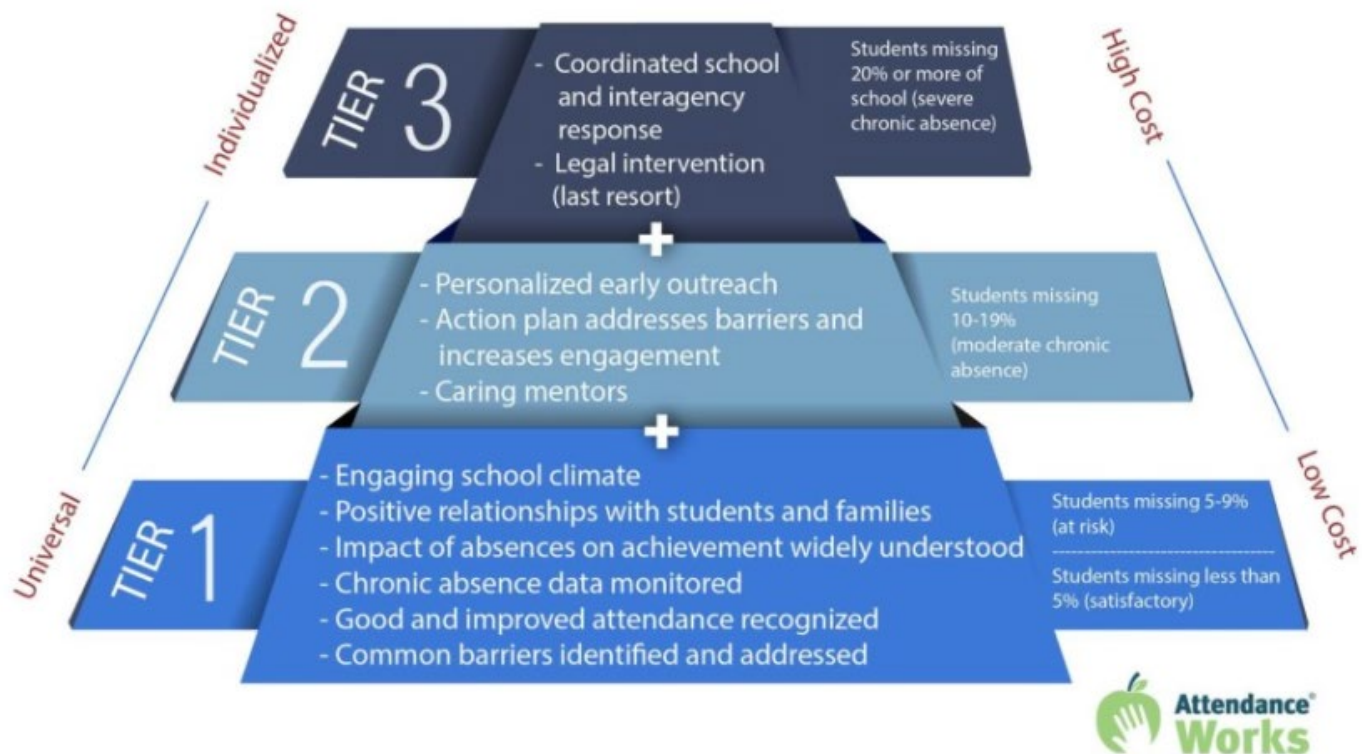 Individualized
Universal
High Cost
Low Cost
TIER 3
- Coordinated school
and interagency
response
- Legal intervention
(last resort)
Students missing
20% or more of
school (severe
chronic absence)
+
TIER 2
- Personalized early outreach
- Action plan addresses barriers and
increases engagement
- Caring mentors
Students missing
10-19%
(moderate chronic
absence)
+
TIER 1
- Engaging school climate
- Positive relationships with students and families
- Impact of absences on achievement widely understood
- Chronic absence data monitored
- Good and improved attendance recognized
- Common barriers identified and addressed
Students missing 5-9%
(at risk)
Students missing less than
5% (satisfactory)
Attendance®
Works